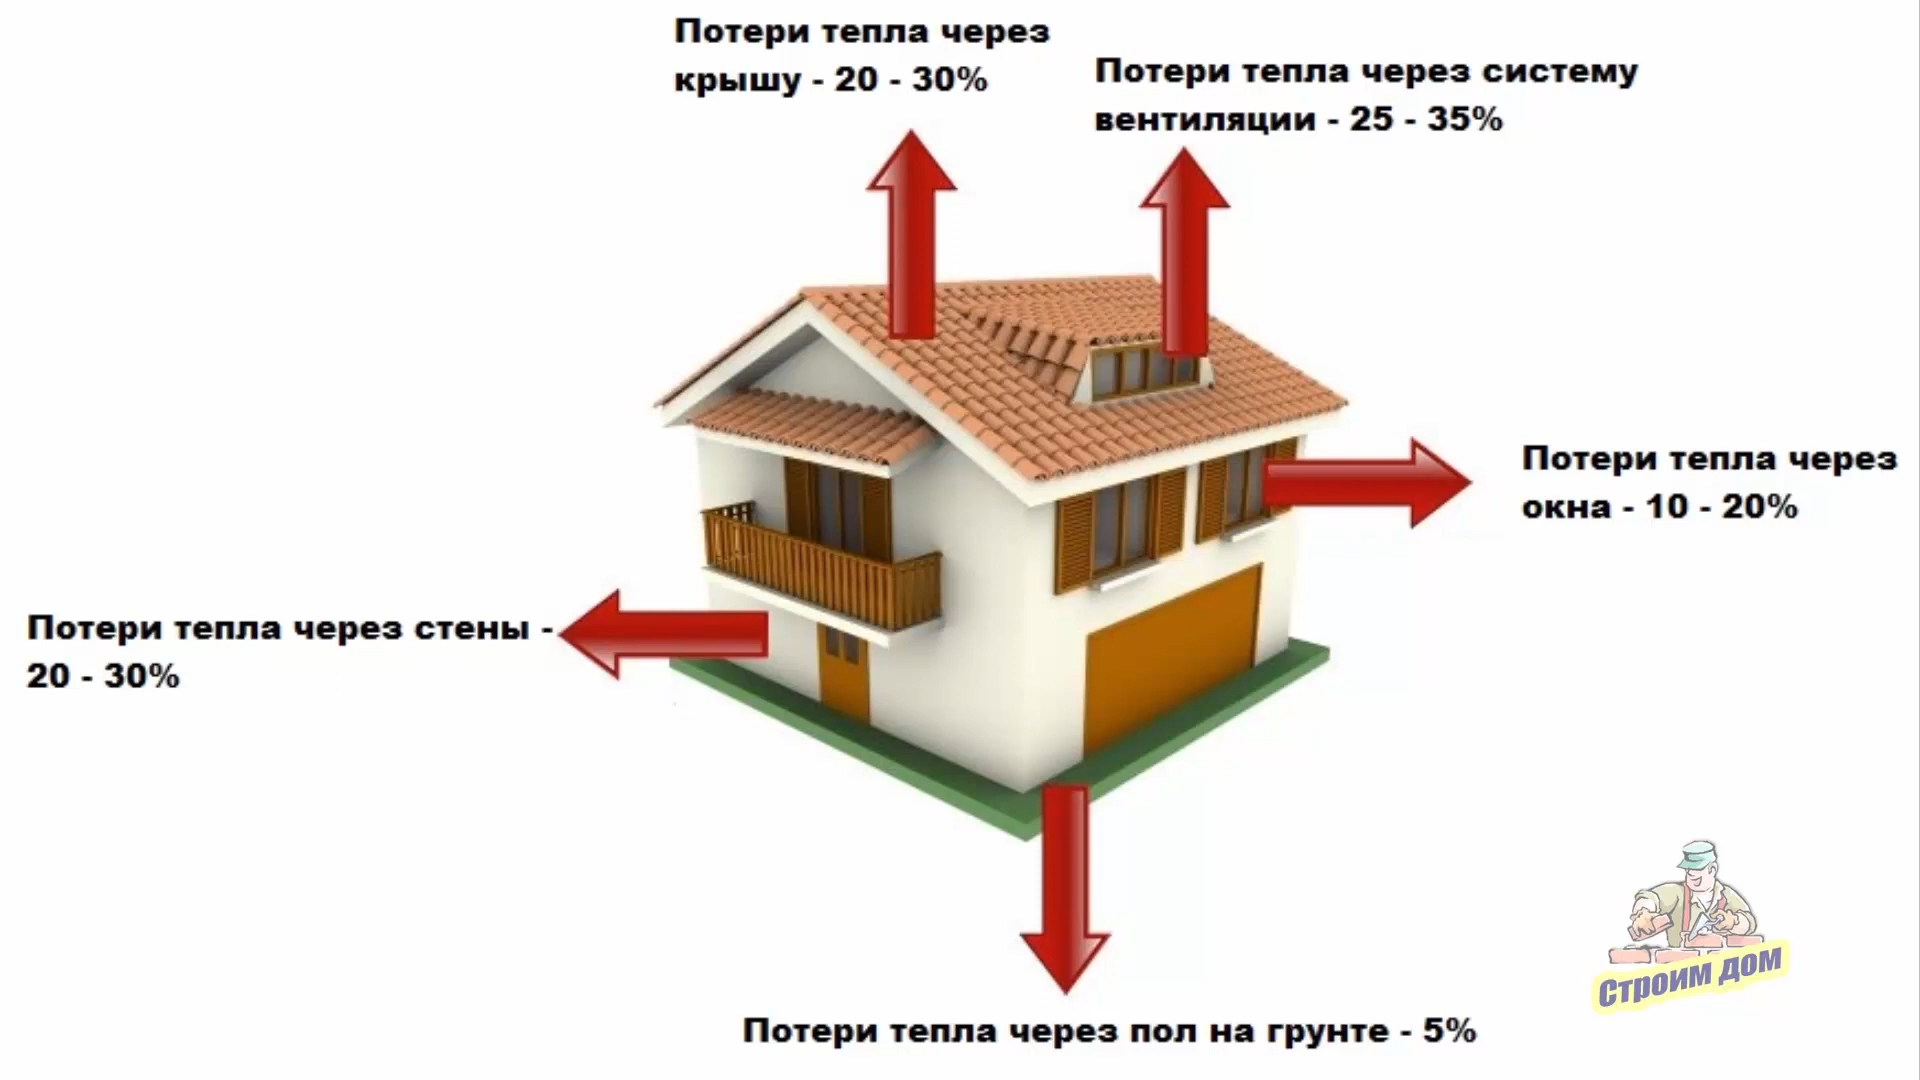 Потери тепла через
крышу - 20 - 30%
Потери тепла через систему
вентиляции - 25 - 35%
Потери тепла через
окна - 10 - 20%
Потери тепла через стены -
20 - 30%
Потери тепла через пол на грунте - 5%
Строим дом